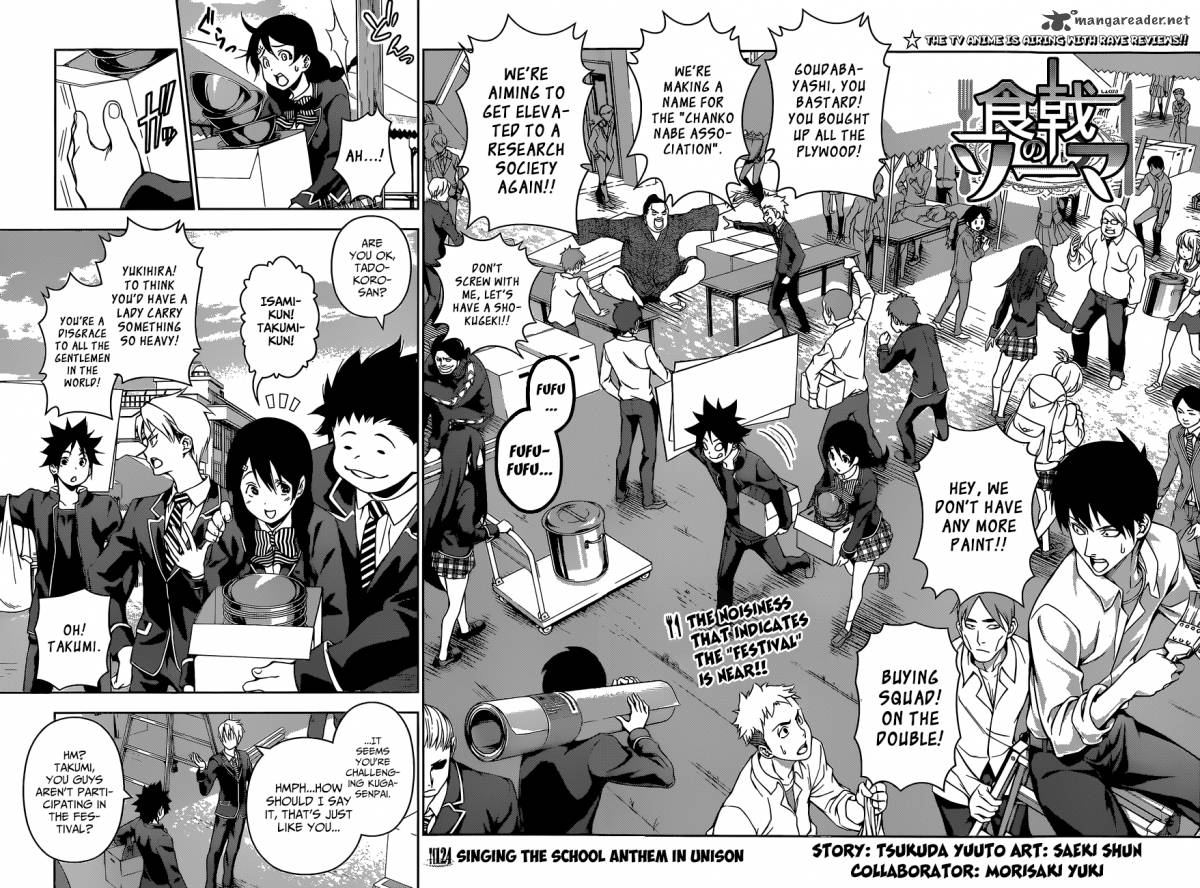 mangareader.net
☆ THE TV ANIME IS AIRING WITH RAVE REVIEWS!!
食戟の
ソーマ
GOUDABA-
YASHI, YOU
BASTARD!
YOU BOUGHT
UP ALL THE
PLYWOOD!
WE'RE
MAKING A
NAME FOR
THE "CHANKO
NABE ASSO-
CIATION".
WE'RE
AIMING TO
GET ELEVA-
TED TO A
RESEARCH
SOCIETY
AGAIN!!
DON'T
SCREW WITH
ME, LET'S
HAVE A SHO-
KUGEKI!!
FUFU
...
FUFU-
FUFU...
HEY, WE
DON'T HAVE
ANY MORE
PAINT!!
THE NOISINESS
THAT INDICATES
THE "FESTIVAL"
IS NEAR!!
BUYING
SQUAD!
ON THE
DOUBLE!
124 SINGING THE SCHOOL ANTHEM IN UNISON
STORY: TSUKUDA YUUTO ART: SAEKI SHUN
COLLABORATOR: MORISAKI YUKI
ぐらっ
AH...!
ガッ
ARE
YOU OK,
TADO-
KORO-
SAN?
ISAMI-
KUN!
TAKUMI-
KUN!
YUKIHIRA!
TO THINK
YOU'D HAVE A
LADY CARRY
SOMETHING
SO HEAVY!
YOU'RE A
DISGRACE
TO ALL THE
GENTLEMEN
IN THE
WORLD!
OH!
TAKUMI.
...IT
SEEMS
YOU'RE
CHALLENG-
ING KUGA-
SENPAI.
HMPH...HOW
SHOULD I SAY
IT, THAT'S JUST
LIKE YOU...
HM?
TAKUMI,
YOU GUYS
AREN'T PARTI-
CIPATING IN
THE FES-
TIVAL?